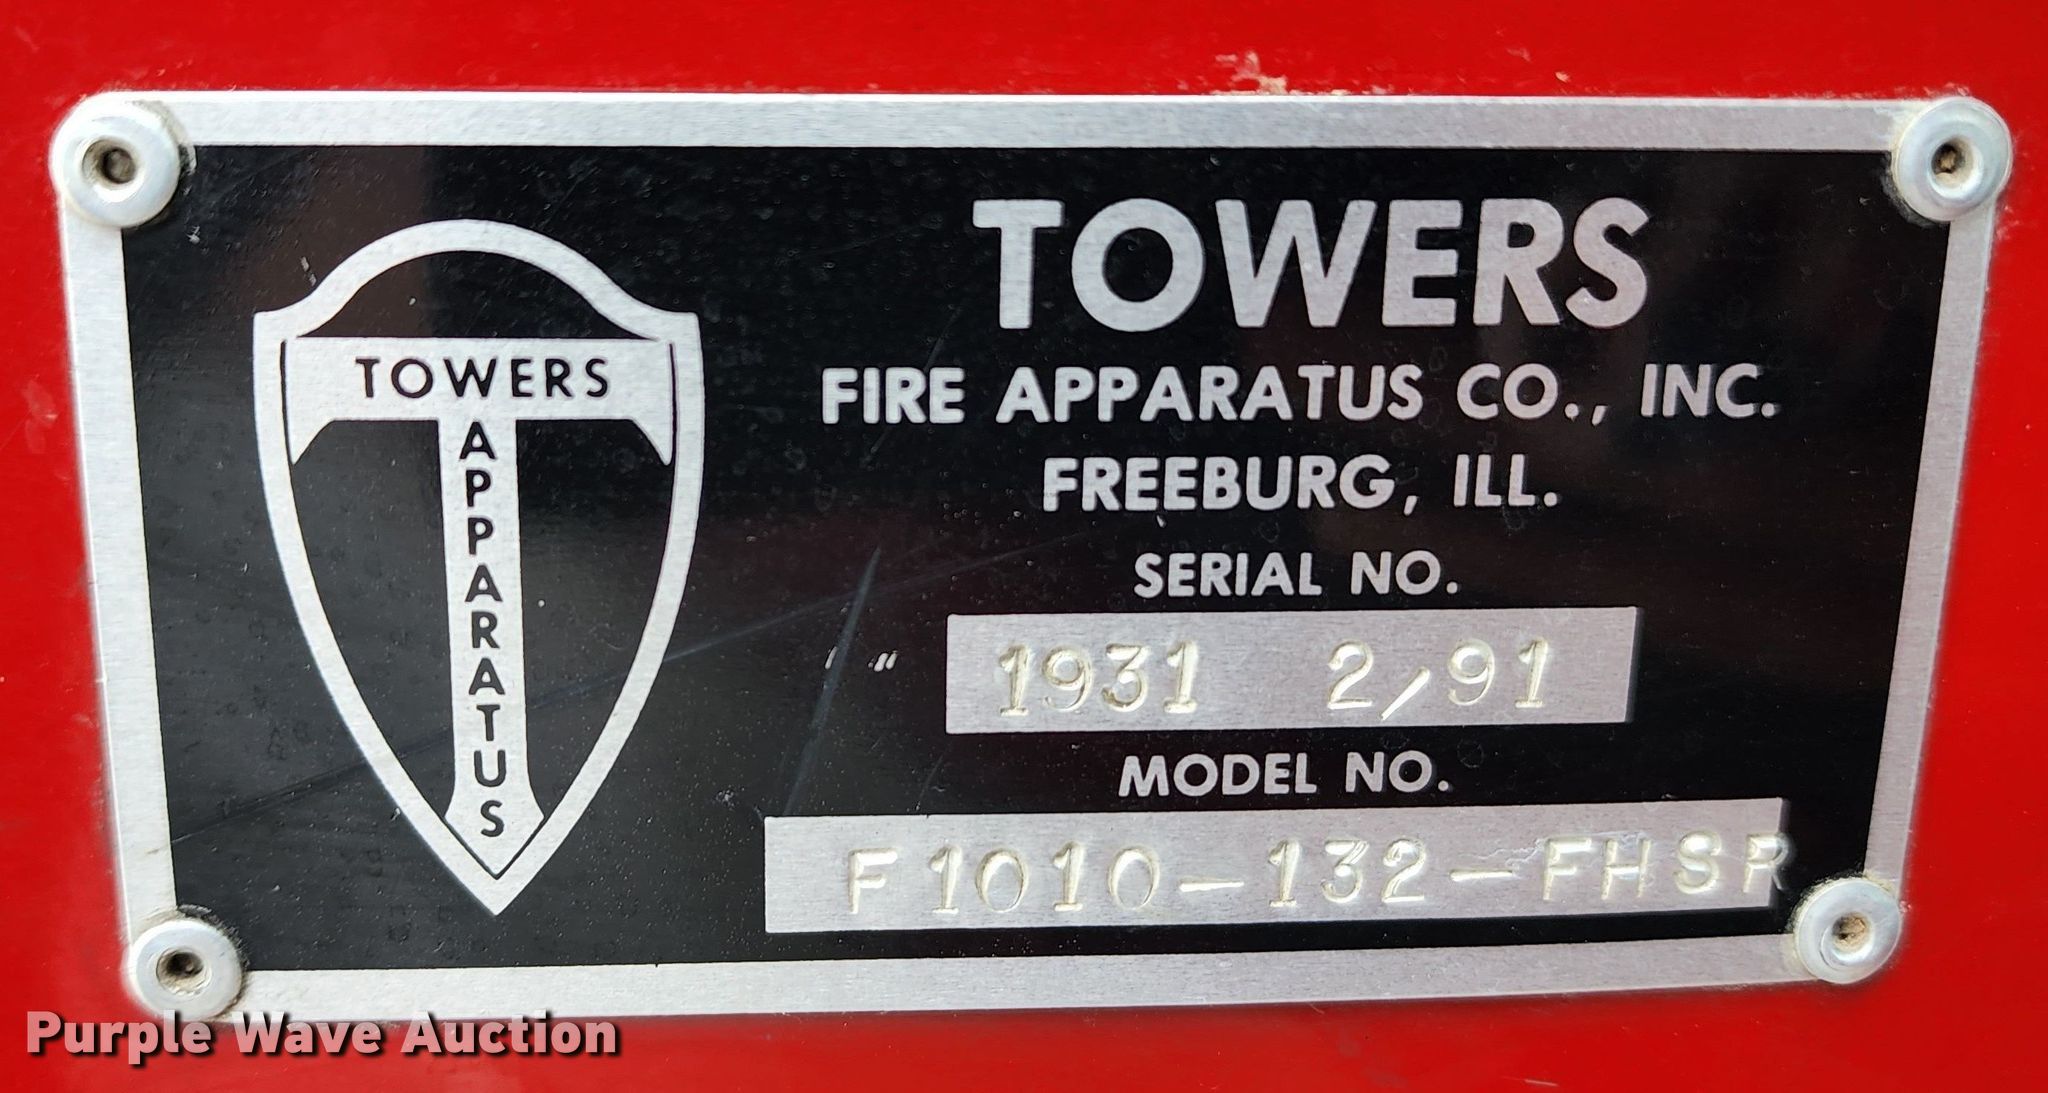 TOWERS
APPARATUS
TOWERS
FIRE APPARATUS CO., INC.
FREEBURG, ILL.
SERIAL NO.
1931 2/91
MODEL NO.
F1010-132-FHSR
Purple Wave Auction